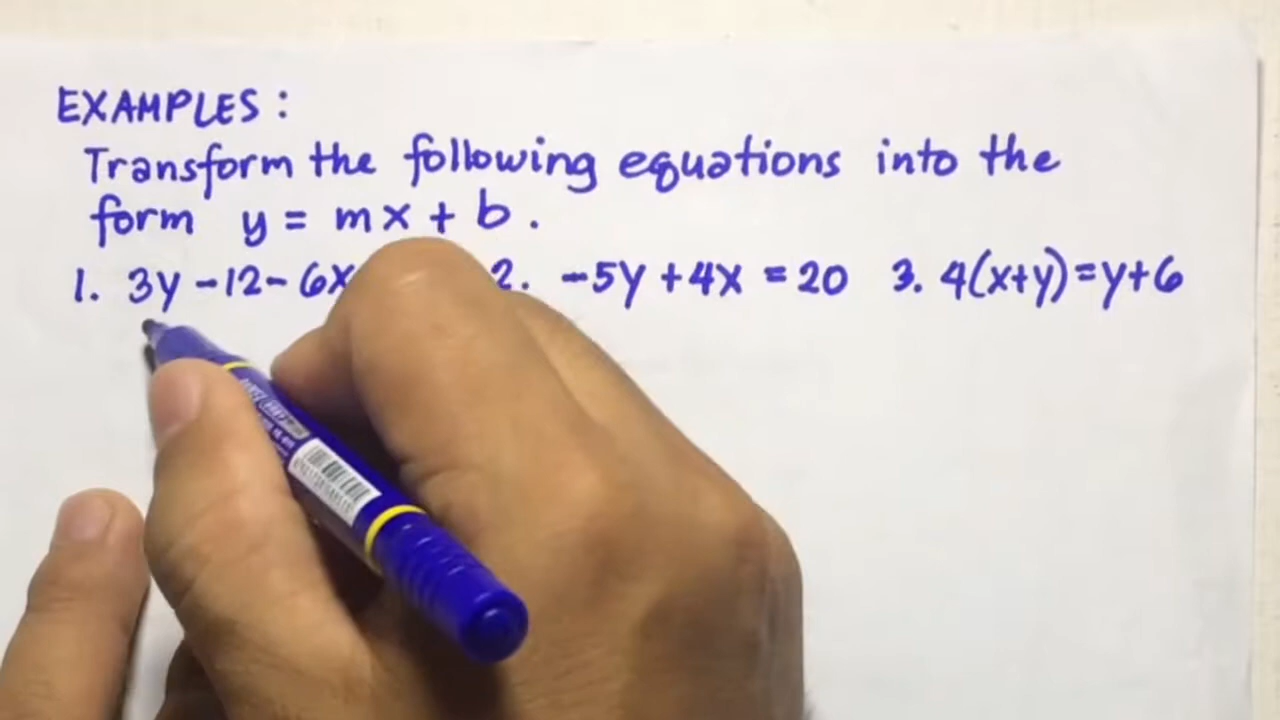 EXAMPLES:
Transform the following equations into the
form y = mx + b.
1. 3y -12- 6x 2. -5y +4x = 20 3. 4(x+y)=y+6